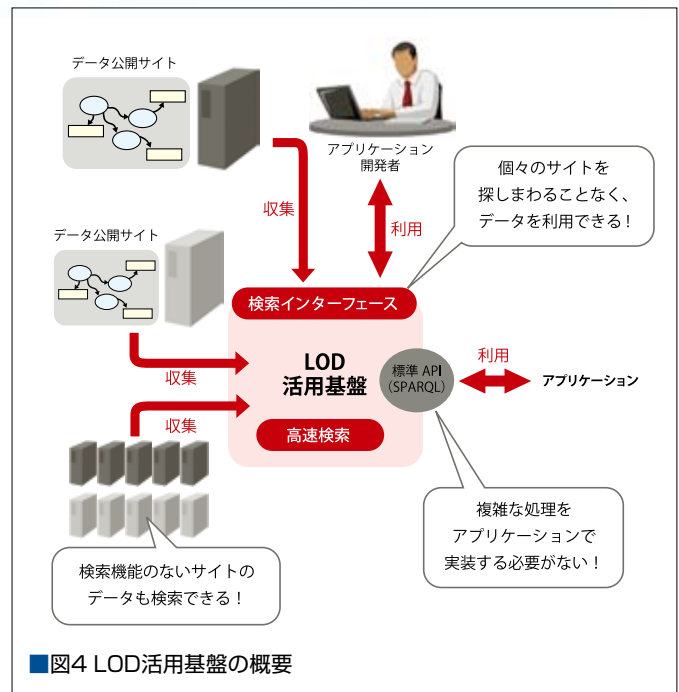 データ公開サイト
アプリケーション
開発者
収集
利用
個々のサイトを
探しまわることなく、
データを利用できる！
データ公開サイト
検索インターフェース
LOD
活用基盤
標準 API
（SPARQL）
利用
アプリケーション
収集
収集
高速検索
検索機能のないサイトの
データも検索できる！
複雑な処理を
アプリケーションで
実装する必要がない！
■図4 LOD活用基盤の概要